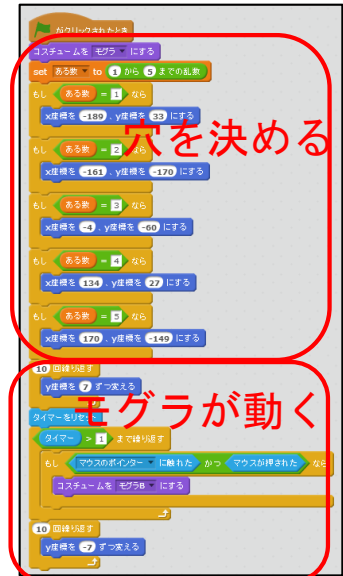 がクリックされたとき
コスチュームを モグラ にする
set ある数 to 1 から 5 までの乱数
もし ある数 = 1 なら
x座標を -189 、y座標を 33 にする
穴を決める
もし ある数 = 2 なら
x座標を -161 、y座標を -170 にする
もし ある数 = 3 なら
x座標を -4 、y座標を -60 にする
もし ある数 = 4 なら
x座標を 134 、y座標を 27 にする
もし ある数 = 5 なら
x座標を 170 、y座標を -149 にする
10 回繰り返す
y座標を 7 ずつ変える
モグラが動く
タイマーをリセット
タイマー > 1 まで繰り返す
もし マウスのポインター に触れた かつ マウスが押された なら
コスチュームを モグラB にする
10 回繰り返す
y座標を -7 ずつ変える